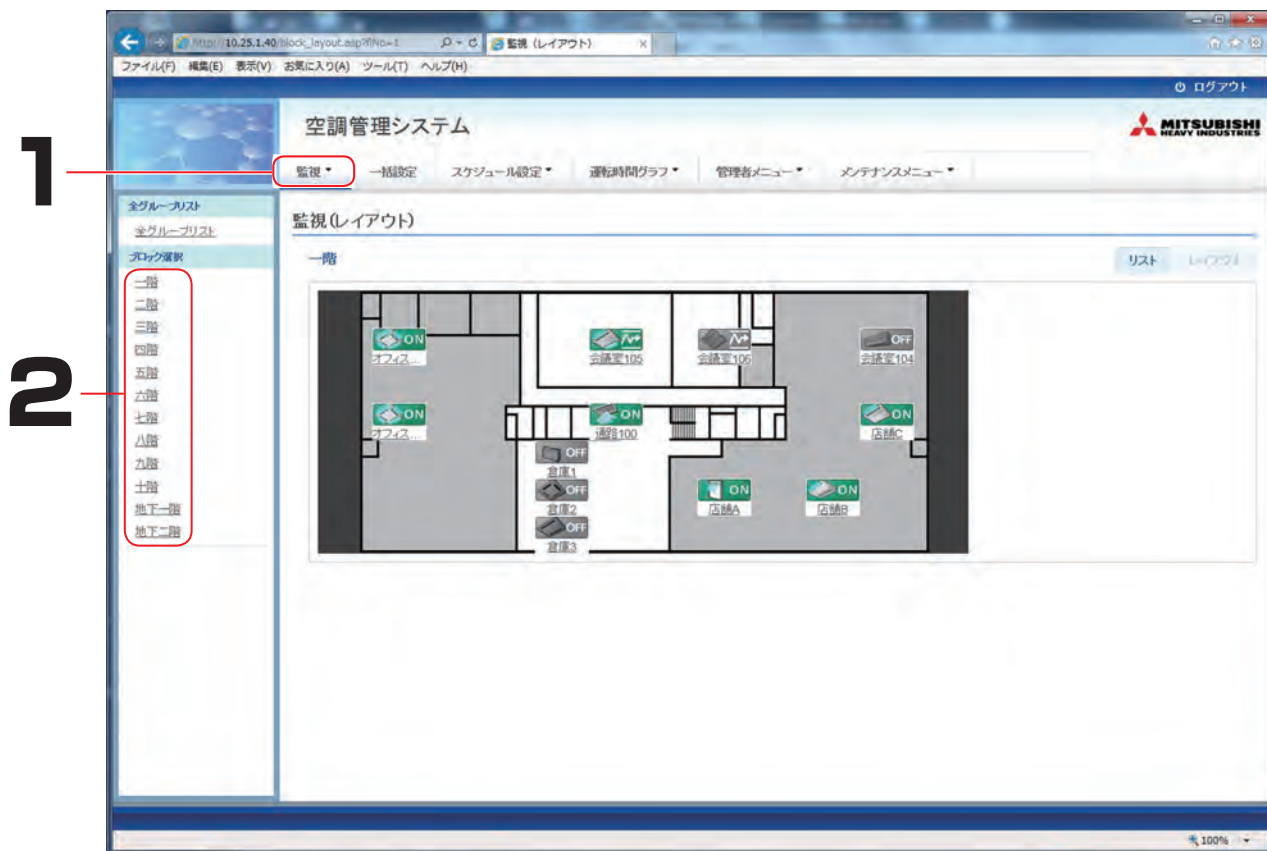 http://10.25.1.40/block_layout.asp?flNo=1
監視 (レイアウト)
ファイル(F) 編集(E) 表示(V) お気に入り(A) ツール(T) ヘルプ(H)
ログアウト
空調管理システム
MITSUBISHI
HEAVY INDUSTRIES
1
監視 一括設定 スケジュール設定 運転時間グラフ 管理者メニュー メンテナンスメニュー
全グループリスト
全グループリスト
ブロック選択
2
一階
二階
三階
四階
五階
六階
七階
八階
九階
十階
地下一階
地下二階
監視(レイアウト)
一階
リスト レイアウト
ON
オフィス...
会議室105
会議室106
OFF
会議室104
ON
オフィス...
ON
通路100
ON
店舗C
OFF
倉庫1
OFF
倉庫2
OFF
倉庫3
ON
店舗A
ON
店舗B
100%